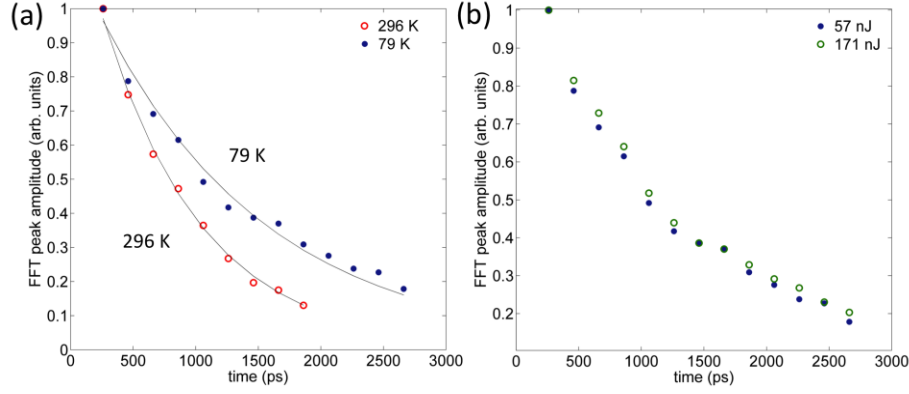 (a)
296 K
79 K
79 K
296 K
FFT peak amplitude (arb. units)
1
0.9
0.8
0.7
0.6
0.5
0.4
0.3
0.2
0.1
0
0 500 1000 1500 2000 2500 3000
time (ps)
(b)
57 nJ
171 nJ
FFT peak amplitude (arb. units)
1
0.9
0.8
0.7
0.6
0.5
0.4
0.3
0.2
0 500 1000 1500 2000 2500 3000
time (ps)